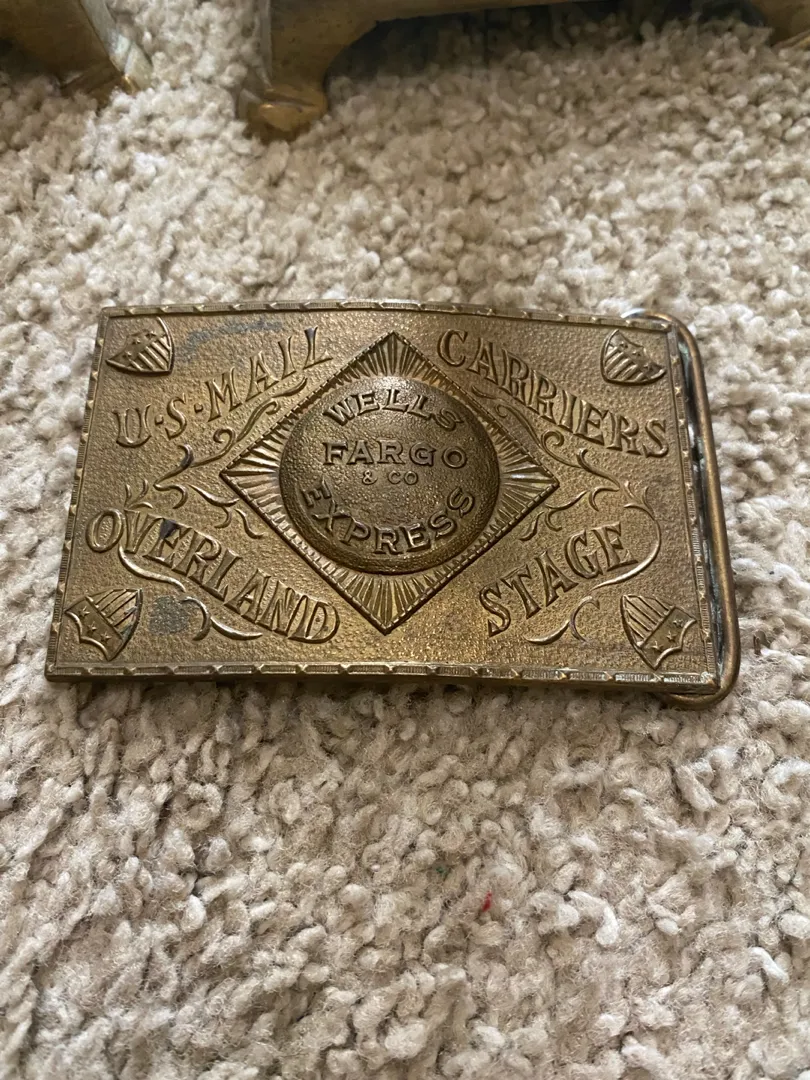 U·S·MAIL CARRIERS
WELLS
FARGO
& CO
EXPRESS
OVERLAND STAGE